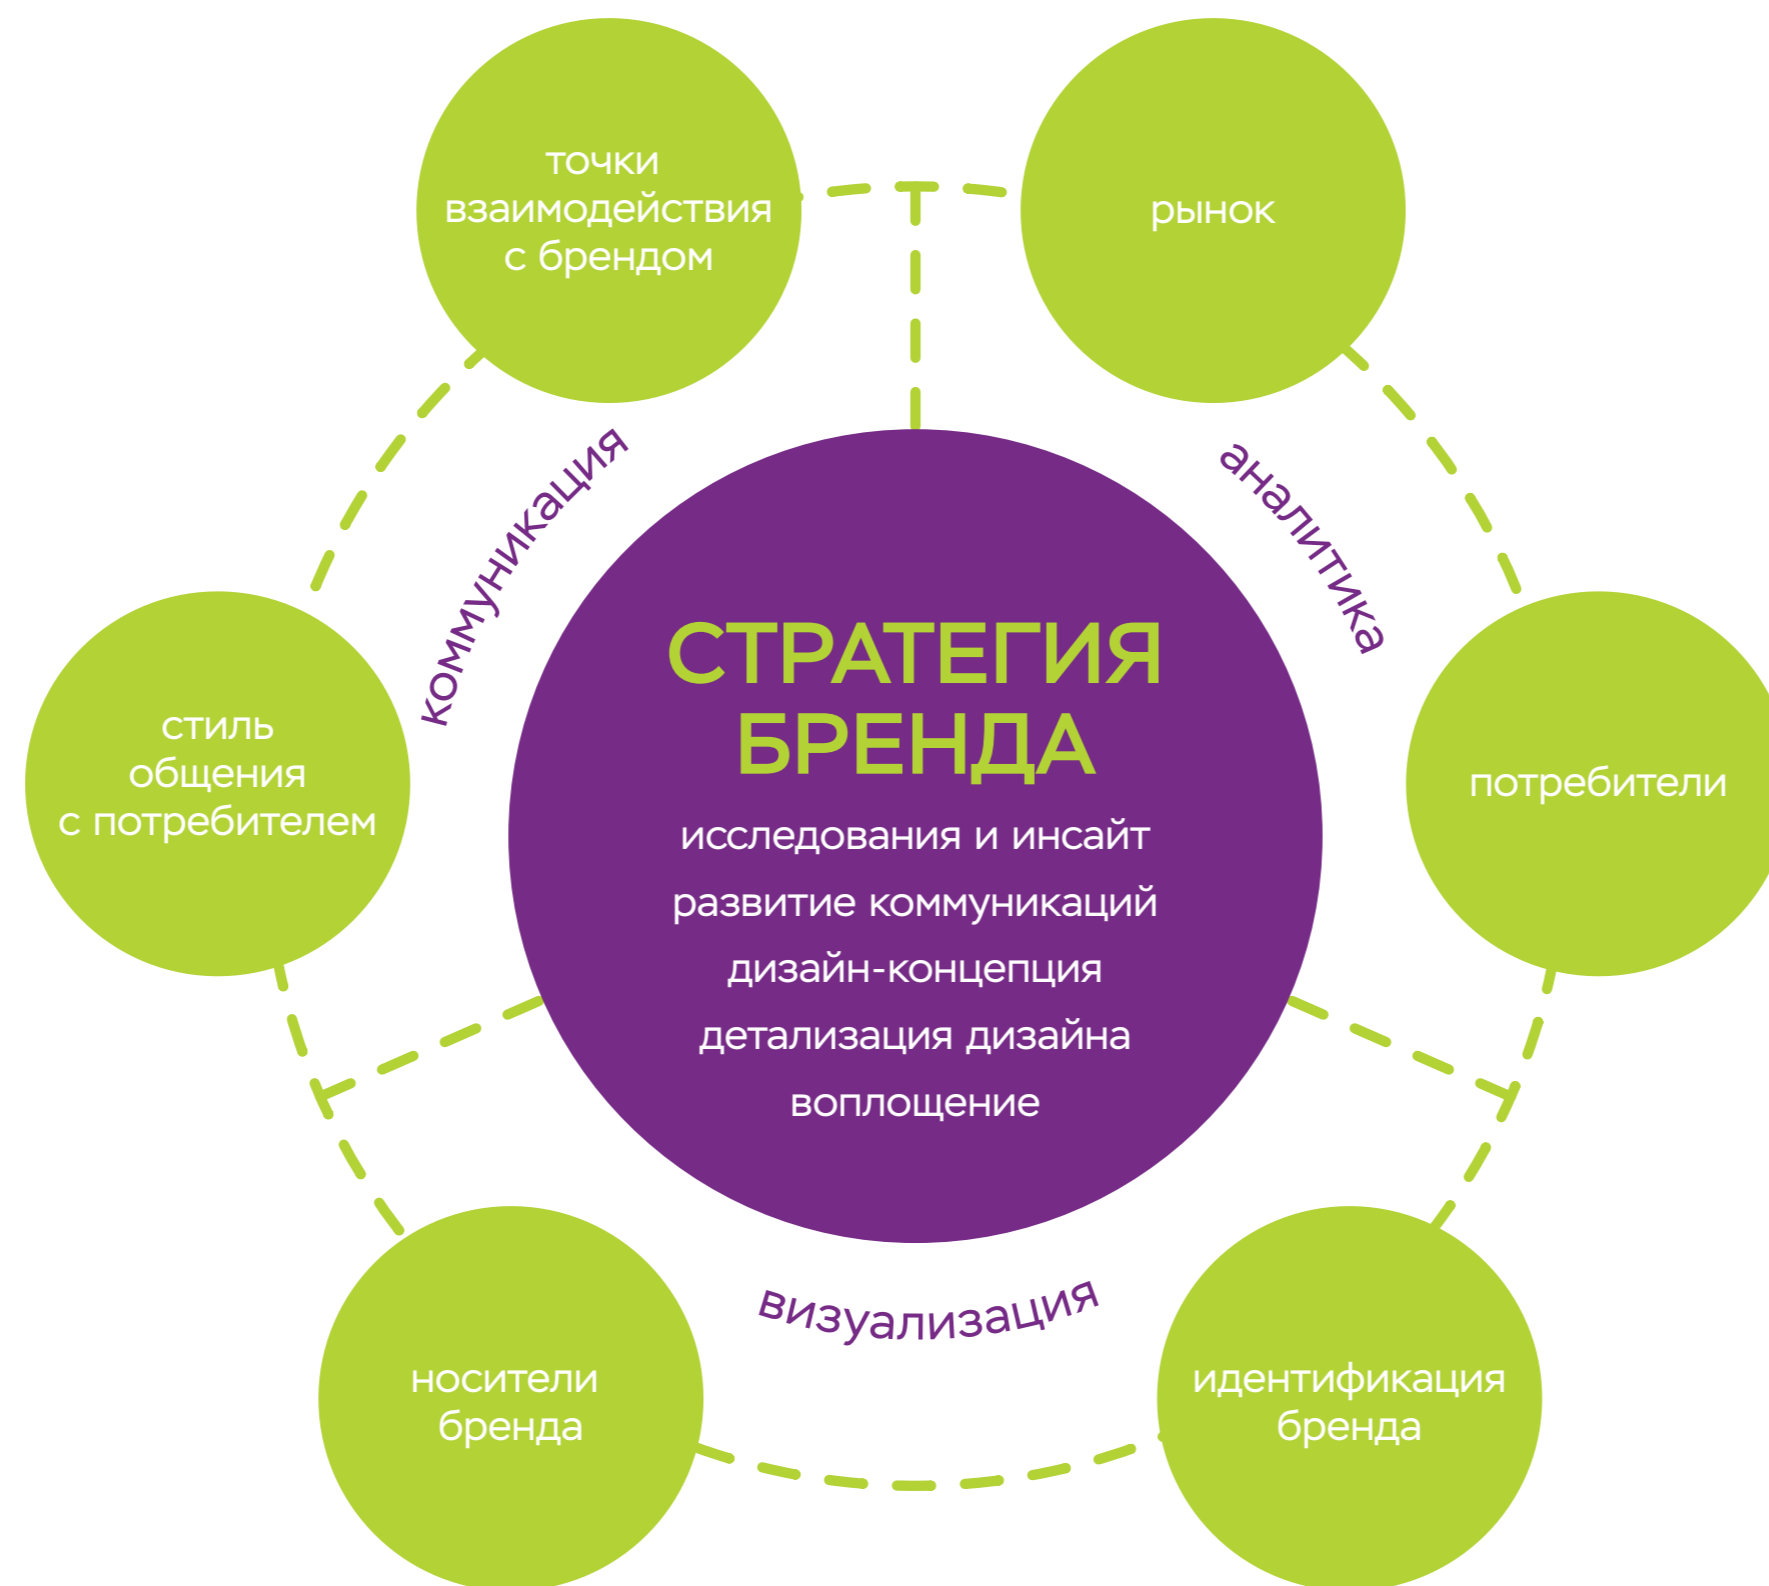 точки
взаимодействия
с брендом
рынок
коммуникация
аналитика
СТРАТЕГИЯ
БРЕНДА
исследования и инсайт
развитие коммуникаций
дизайн-концепция
детализация дизайна
воплощение
стиль
общения
с потребителем
потребители
визуализация
носители
бренда
идентификация
бренда